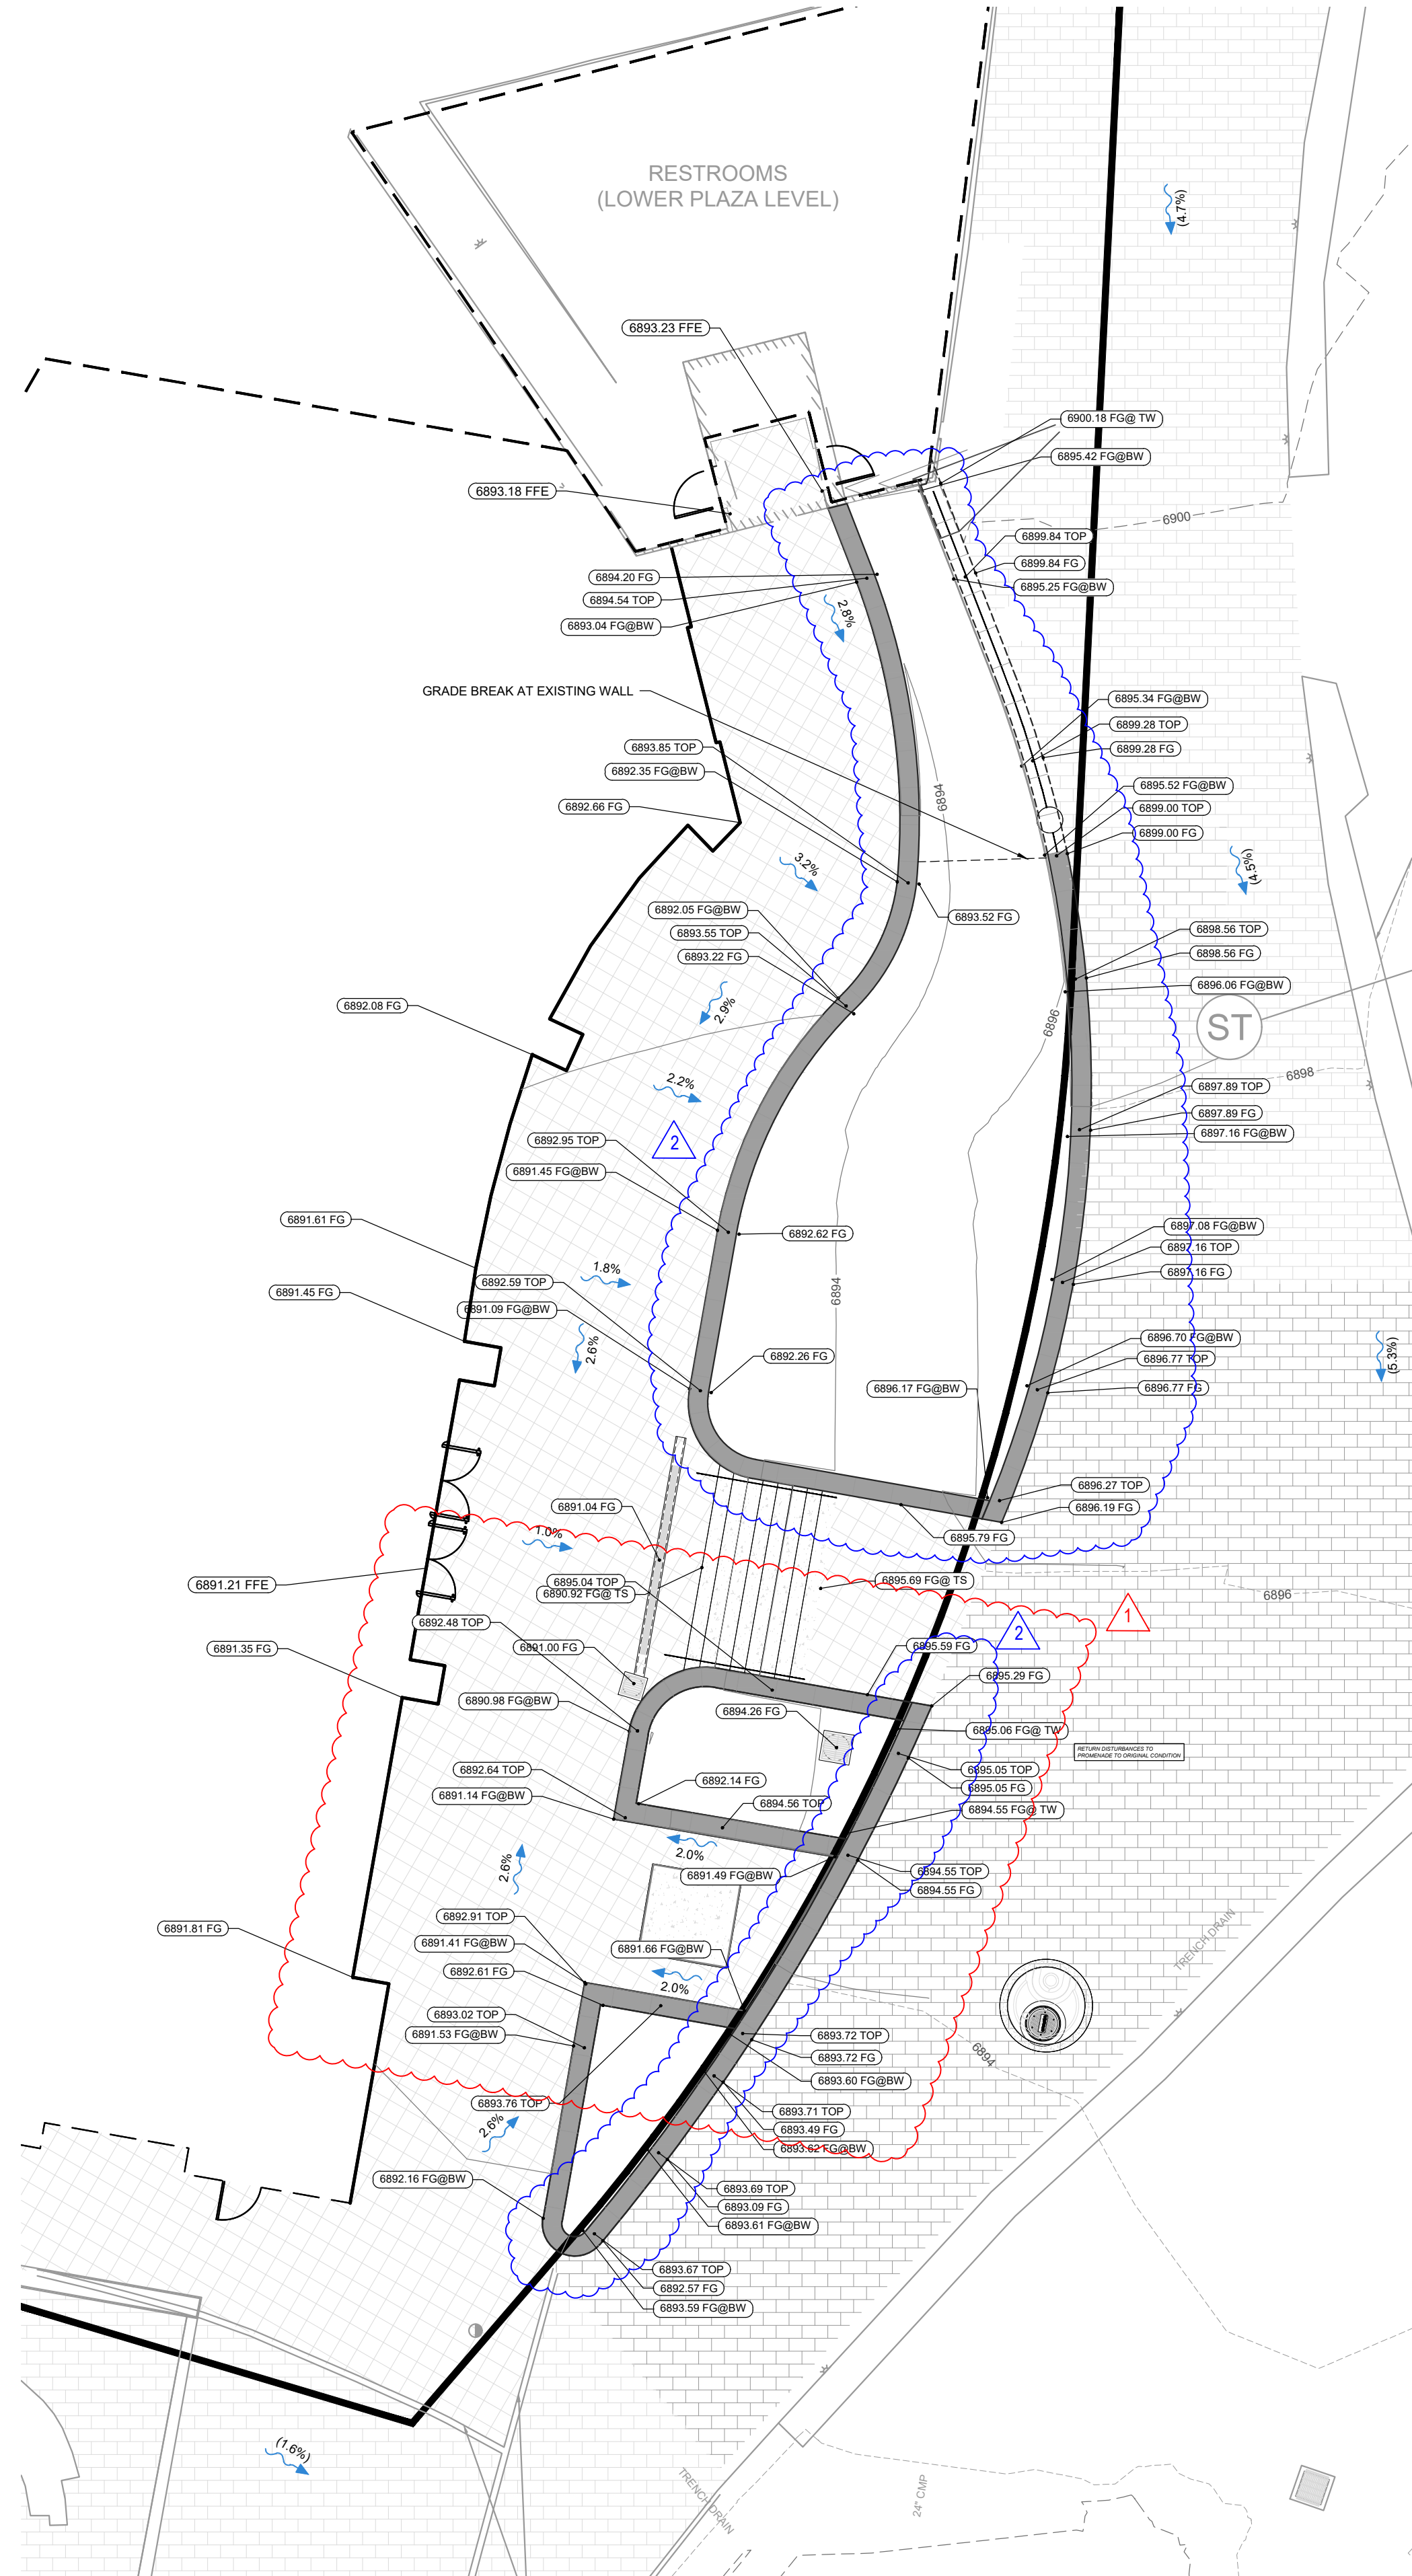 RESTROOMS
(LOWER PLAZA LEVEL)
(4.7%)
6893.23 FFE
6900.18 FG@ TW
6895.42 FG@BW
6893.18 FFE
6900
6899.84 TOP
6899.84 FG
6895.25 FG@BW
6894.20 FG
6894.54 TOP
6893.04 FG@BW
2.8%
GRADE BREAK AT EXISTING WALL
6895.34 FG@BW
6899.28 TOP
6899.28 FG
6893.85 TOP
6892.35 FG@BW
6892.66 FG
6894
6895.52 FG@BW
6899.00 TOP
6899.00 FG
3.2%
(4.5%)
6892.05 FG@BW
6893.55 TOP
6893.22 FG
6893.52 FG
6898.56 TOP
6898.56 FG
6896.06 FG@BW
6892.08 FG
2.9%
6896
ST
2.2%
6898
6897.89 TOP
6897.89 FG
6897.16 FG@BW
2
6892.95 TOP
6891.45 FG@BW
6891.61 FG
6892.62 FG
6897.08 FG@BW
6897.16 TOP
6897.16 FG
1.8%
6892.59 TOP
6891.45 FG
6891.09 FG@BW
6894
2.6%
6892.26 FG
6896.70 FG@BW
6896.77 TOP
6896.77 FG
(5.3%)
6896.17 FG@BW
6896.27 TOP
6896.19 FG
6891.04 FG
1.0%
6895.79 FG
6891.21 FFE
6895.04 TOP
6890.92 FG@ TS
6895.69 FG@ TS
6896
1
6892.48 TOP
2
6891.35 FG
6891.00 FG
6895.59 FG
6895.29 FG
6890.98 FG@BW
6894.26 FG
6895.06 FG@ TW
RETURN DISTURBANCES TO
PROMENADE TO ORIGINAL CONDITION
6892.64 TOP
6895.05 TOP
6892.14 FG
6895.05 FG
6891.14 FG@BW
6894.56 TOP
6894.55 FG@ TW
2.0%
2.6%
6891.49 FG@BW
6894.55 TOP
6894.55 FG
6892.91 TOP
6891.81 FG
6891.41 FG@BW
6891.66 FG@BW
TRENCH DRAIN
6892.61 FG
2.0%
6893.02 TOP
6891.53 FG@BW
6893.72 TOP
6893.72 FG
6893.60 FG@BW
6894
6893.76 TOP
6893.71 TOP
2.6%
6893.49 FG
6893.62 FG@BW
6892.16 FG@BW
6893.69 TOP
6893.09 FG
6893.61 FG@BW
6893.67 TOP
6892.57 FG
6893.59 FG@BW
(1.6%)
TRENCH DRAIN
24" CMP